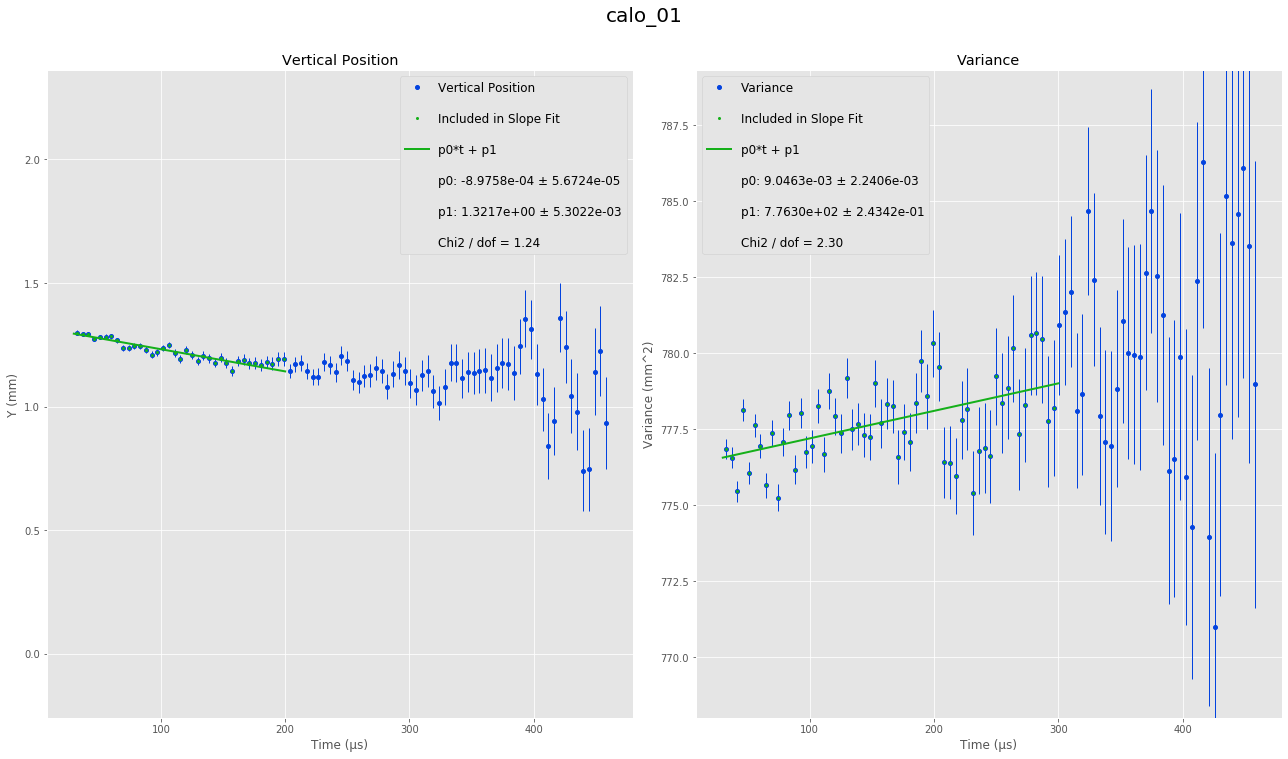 calo_01
Vertical Position
Vertical Position
Included in Slope Fit
p0*t + p1
p0: -8.9758e-04 ± 5.6724e-05
p1: 1.3217e+00 ± 5.3022e-03
Chi2 / dof = 1.24
2.0
1.5
1.0
0.5
0.0
Y (mm)
100
200
300
400
Time (µs)
Variance
Variance
Included in Slope Fit
p0*t + p1
p0: 9.0463e-03 ± 2.2406e-03
p1: 7.7630e+02 ± 2.4342e-01
Chi2 / dof = 2.30
787.5
785.0
782.5
780.0
777.5
775.0
772.5
770.0
Variance (mm^2)
100
200
300
400
Time (µs)